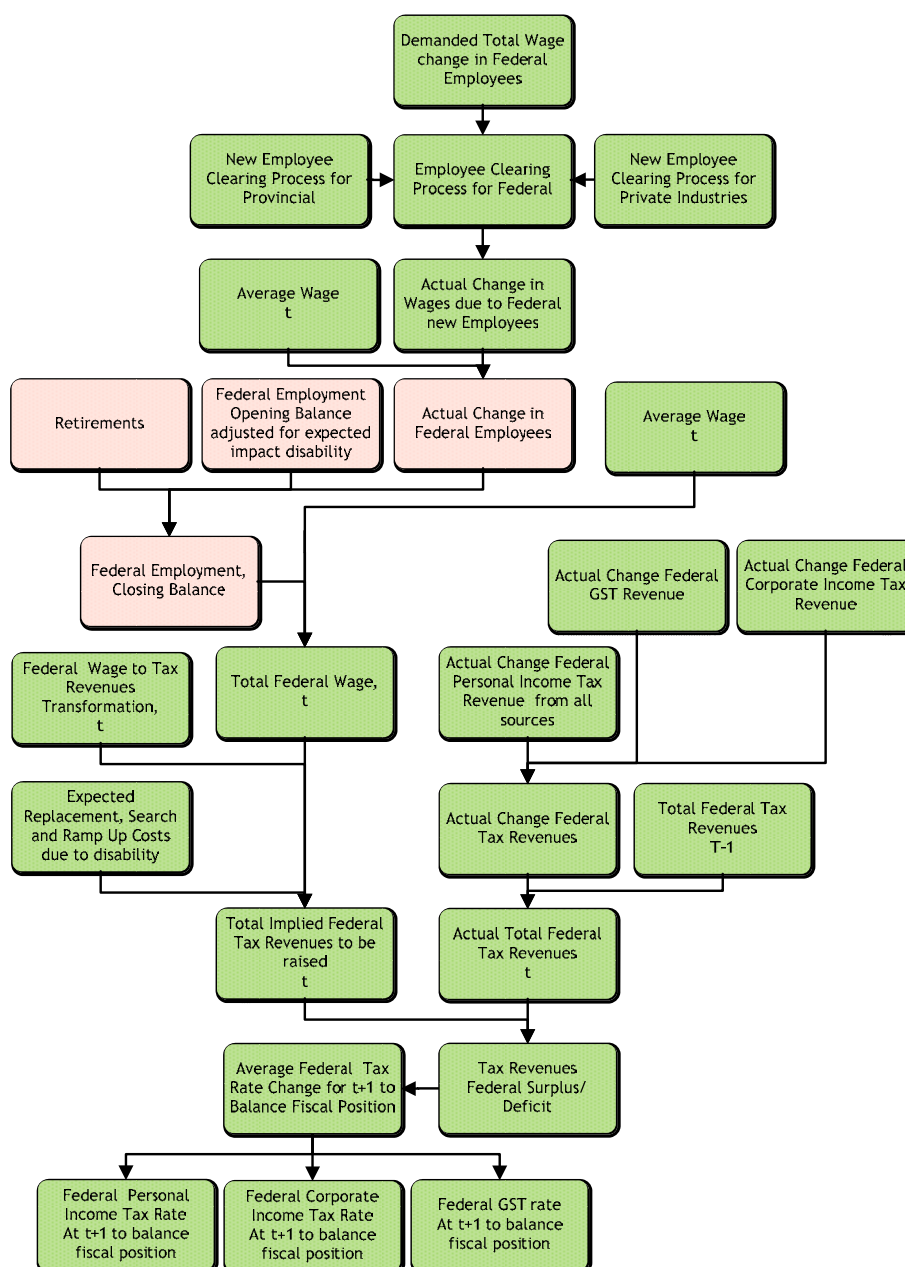 Demanded Total Wage
change in Federal
Employees
New Employee
Clearing Process for
Provincial
Employee Clearing
Process for Federal
New Employee
Clearing Process for
Private Industries
Average Wage
t
Actual Change in
Wages due to Federal
new Employees
Retirements
Federal Employment
Opening Balance
adjusted for expected
impact disability
Actual Change in
Federal Employees
Average Wage
t
Federal Employment,
Closing Balance
Actual Change Federal
GST Revenue
Actual Change Federal
Corporate Income Tax
Revenue
Federal Wage to Tax
Revenues
Transformation,
t
Total Federal Wage,
t
Actual Change Federal
Personal Income Tax
Revenue from all
sources
Expected
Replacement, Search
and Ramp Up Costs
due to disability
Actual Change Federal
Tax Revenues
Total Federal Tax
Revenues
T-1
Total Implied Federal
Tax Revenues to be
raised
t
Actual Total Federal
Tax Revenues
t
Average Federal Tax
Rate Change for t+1 to
Balance Fiscal Position
Tax Revenues
Federal Surplus/
Deficit
Federal Personal
Income Tax Rate
At t+1 to balance
fiscal position
Federal Corporate
Income Tax Rate
At t+1 to balance
fiscal position
Federal GST rate
At t+1 to balance
fiscal position